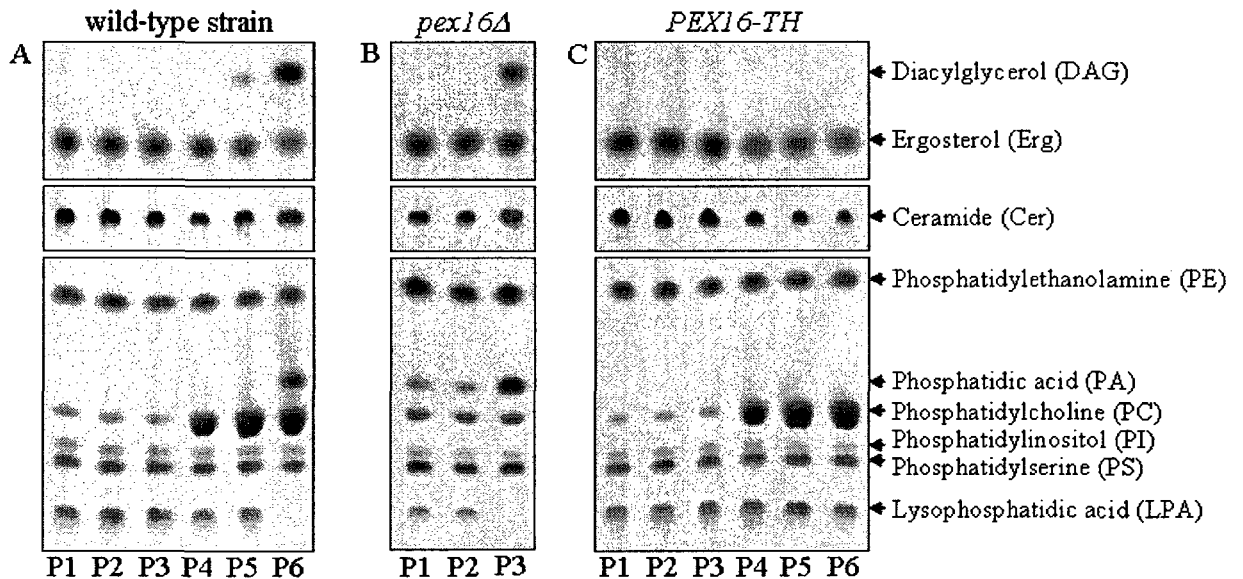 wild-type strain
pex16Δ
PEX16-TH
A
B
C
Diacylglycerol (DAG)
Ergosterol (Erg)
Ceramide (Cer)
Phosphatidylethanolamine (PE)
Phosphatidic acid (PA)
Phosphatidylcholine (PC)
Phosphatidylinositol (PI)
Phosphatidylserine (PS)
Lysophosphatidic acid (LPA)
P1 P2 P3 P4 P5 P6
P1 P2 P3
P1 P2 P3 P4 P5 P6